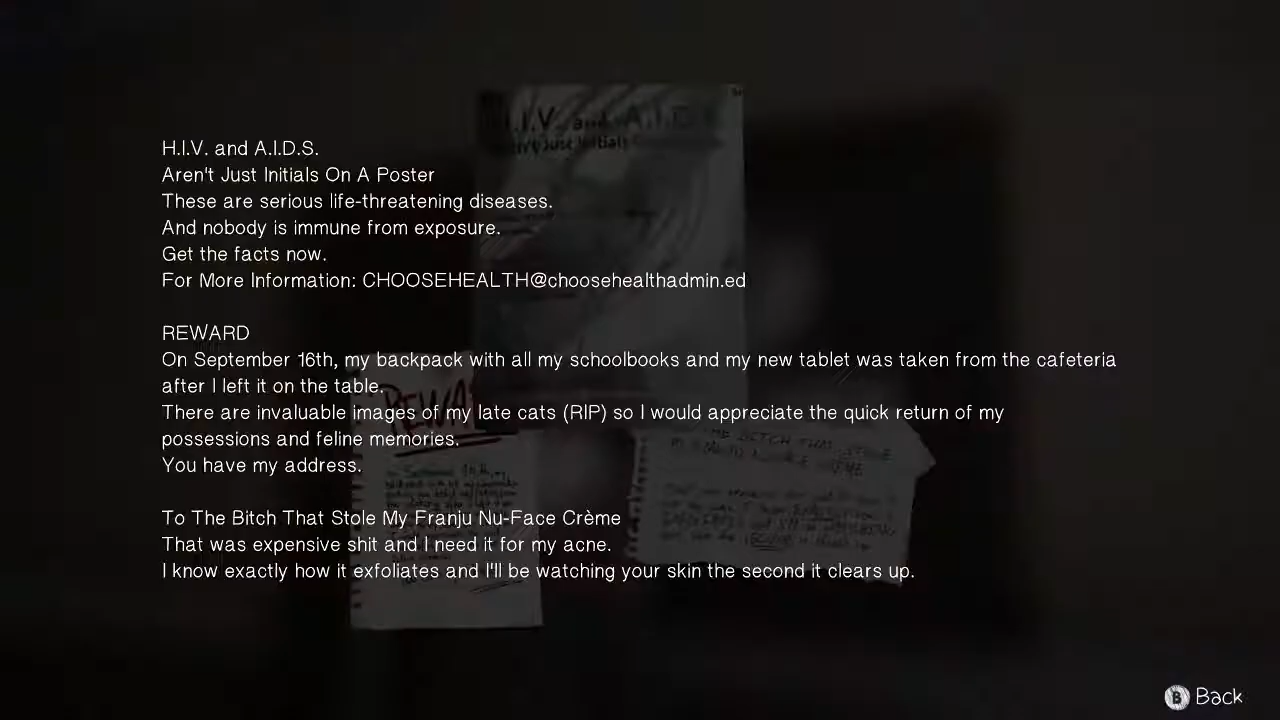 H.I.V. and A.I.D.S.
Aren't Just Initials On A Poster
These are serious life-threatening diseases.
And nobody is immune from exposure.
Get the facts now.
For More Information: CHOOSEHEALTH@choosehealthadmin.ed
REWARD
On September 16th, my backpack with all my schoolbooks and my new tablet was taken from the cafeteria
after I left it on the table.
There are invaluable images of my late cats (RIP) so I would appreciate the quick return of my
possessions and feline memories.
You have my address.
To The Bitch That Stole My Franju Nu-Face Crème
That was expensive shit and I need it for my acne.
I know exactly how it exfoliates and I'll be watching your skin the second it clears up.
B Back